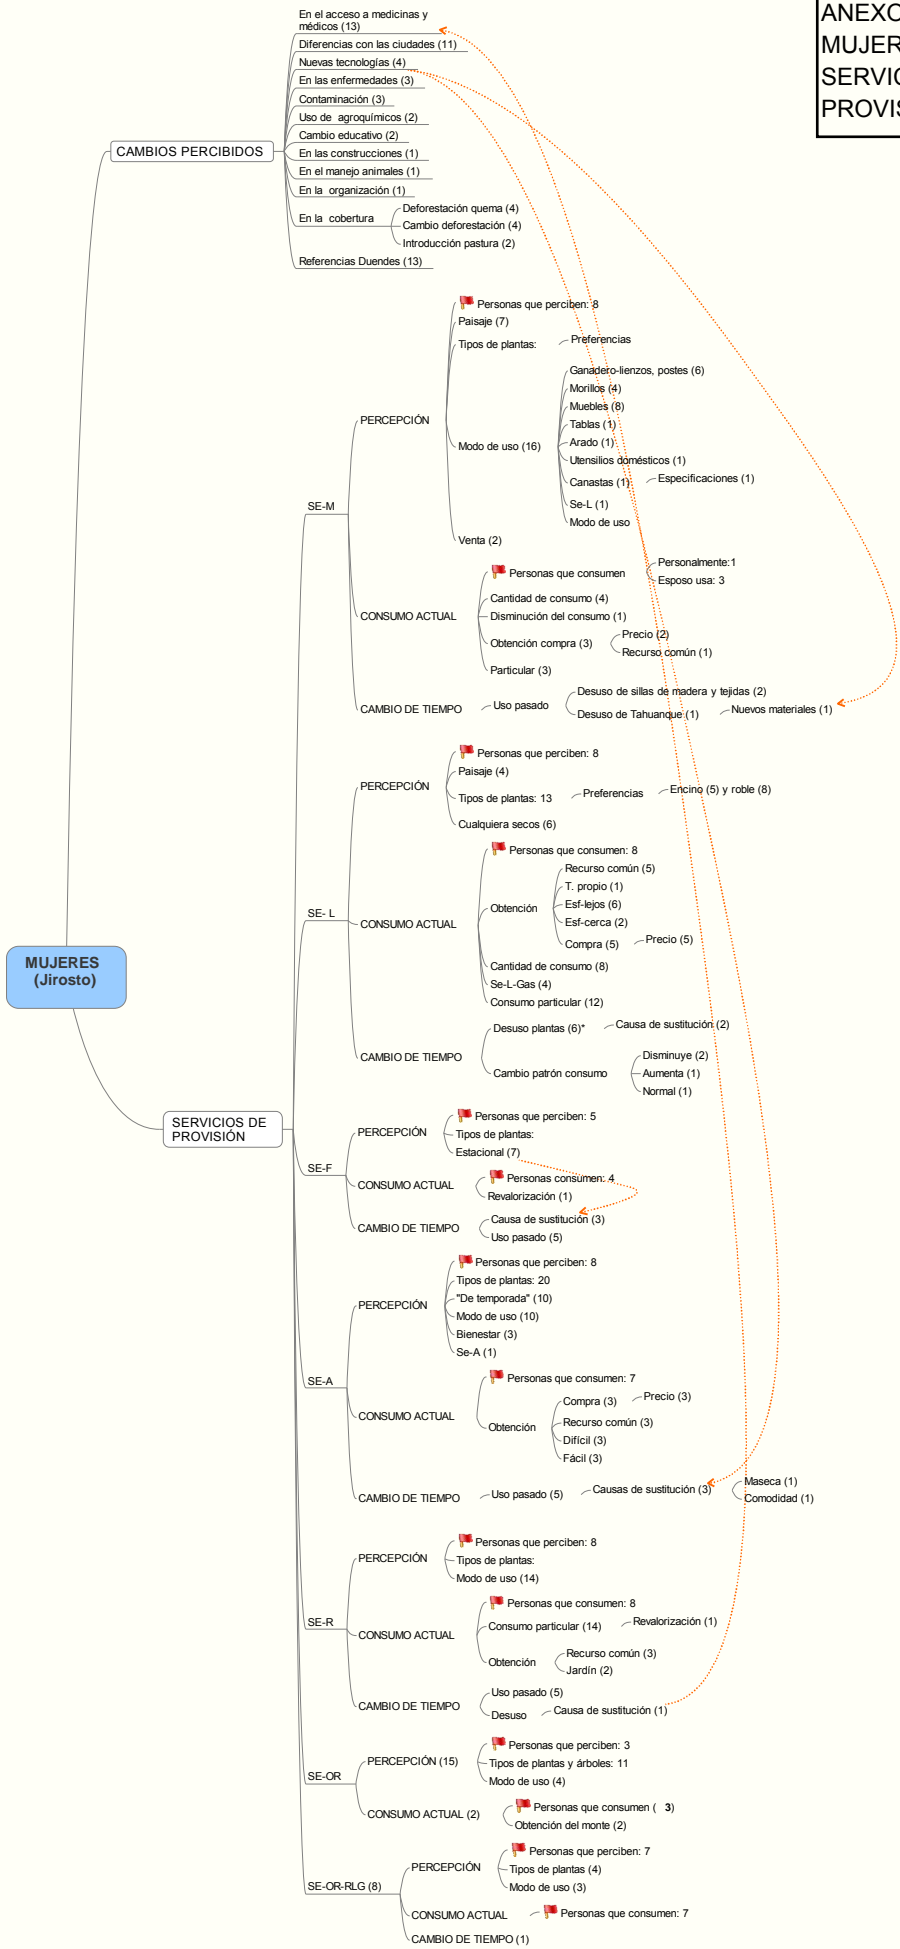 ANEXO
MUJER
SERVIC
PROVIS
MUJERES
(Jirosto)
CAMBIOS PERCIBIDOS
En el acceso a medicinas y
médicos (13)
Diferencias con las ciudades (11)
Nuevas tecnologías (4)
En las enfermedades (3)
Contaminación (3)
Uso de agroquímicos (2)
Cambio educativo (2)
En las construcciones (1)
En el manejo animales (1)
En la organización (1)
En la cobertura
Deforestación quema (4)
Cambio deforestación (4)
Introducción pastura (2)
Referencias Duendes (13)
SERVICIOS DE
PROVISIÓN
SE-M
PERCEPCIÓN
Personas que perciben: 8
Paisaje (7)
Tipos de plantas:
Preferencias
Modo de uso (16)
Ganadero-lienzos, postes (6)
Morillos (4)
Muebles (8)
Tablas (1)
Arado (1)
Utensilios domésticos (1)
Canastas (1)
Especificaciones (1)
Se-L (1)
Modo de uso
Venta (2)
CONSUMO ACTUAL
Personas que consumen
Personalmente:1
Esposo usa: 3
Cantidad de consumo (4)
Disminución del consumo (1)
Obtención compra (3)
Precio (2)
Recurso común (1)
Particular (3)
CAMBIO DE TIEMPO
Uso pasado
Desuso de sillas de madera y tejidas (2)
Desuso de Tahuanque (1)
Nuevos materiales (1)
SE- L
PERCEPCIÓN
Personas que perciben: 8
Paisaje (4)
Tipos de plantas: 13
Preferencias
Encino (5) y roble (8)
Cualquiera secos (6)
CONSUMO ACTUAL
Personas que consumen: 8
Obtención
Recurso común (5)
T. propio (1)
Esf-lejos (6)
Esf-cerca (2)
Compra (5)
Precio (5)
Cantidad de consumo (8)
Se-L-Gas (4)
Consumo particular (12)
CAMBIO DE TIEMPO
Desuso plantas (6)*
Causa de sustitución (2)
Cambio patrón consumo
Disminuye (2)
Aumenta (1)
Normal (1)
SE-F
PERCEPCIÓN
Personas que perciben: 5
Tipos de plantas:
Estacional (7)
CONSUMO ACTUAL
Personas consumen: 4
Revalorización (1)
CAMBIO DE TIEMPO
Causa de sustitución (3)
Uso pasado (5)
SE-A
PERCEPCIÓN
Personas que perciben: 8
Tipos de plantas: 20
"De temporada" (10)
Modo de uso (10)
Bienestar (3)
Se-A (1)
CONSUMO ACTUAL
Personas que consumen: 7
Obtención
Compra (3)
Precio (3)
Recurso común (3)
Difícil (3)
Fácil (3)
CAMBIO DE TIEMPO
Uso pasado (5)
Causas de sustitución (3)
Maseca (1)
Comodidad (1)
SE-R
PERCEPCIÓN
Personas que perciben: 8
Tipos de plantas:
Modo de uso (14)
CONSUMO ACTUAL
Personas que consumen: 8
Consumo particular (14)
Revalorización (1)
Obtención
Recurso común (3)
Jardín (2)
CAMBIO DE TIEMPO
Uso pasado (5)
Desuso
Causa de sustitución (1)
SE-OR
PERCEPCIÓN (15)
Personas que perciben: 3
Tipos de plantas y árboles: 11
Modo de uso (4)
CONSUMO ACTUAL (2)
Personas que consumen ( 3)
Obtención del monte (2)
SE-OR-RLG (8)
PERCEPCIÓN
Personas que perciben: 7
Tipos de plantas (4)
Modo de uso (3)
CONSUMO ACTUAL
Personas que consumen: 7
CAMBIO DE TIEMPO (1)